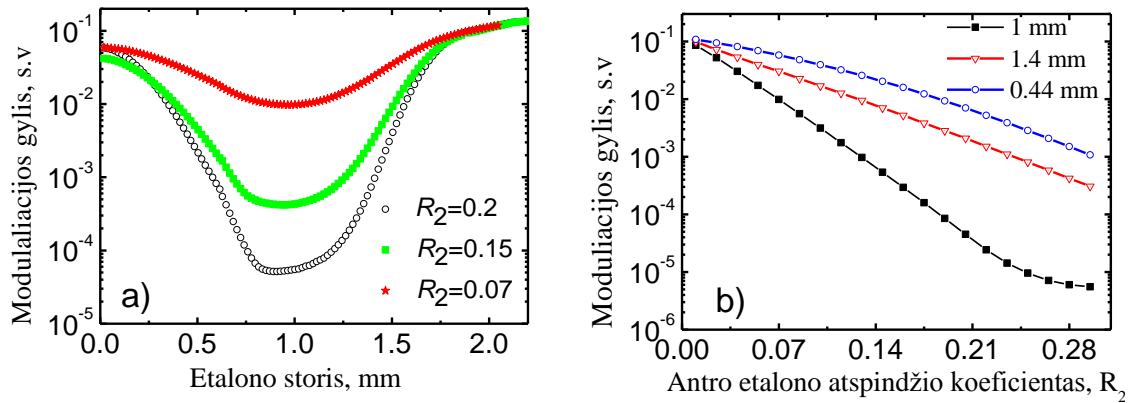 Moduliacijos gylis, s.v
10⁻¹
10⁻²
10⁻³
10⁻⁴
10⁻⁵
a)
R₂=0.2
R₂=0.15
R₂=0.07
0.0 0.5 1.0 1.5 2.0
Etalono storis, mm
Moduliacijos gylis, s.v
10⁰
10⁻¹
10⁻²
10⁻³
10⁻⁴
10⁻⁵
10⁻⁶
1 mm
1.4 mm
0.44 mm
b)
0.00 0.07 0.14 0.21 0.28
Antro etalono atspindžio koeficientas, R₂